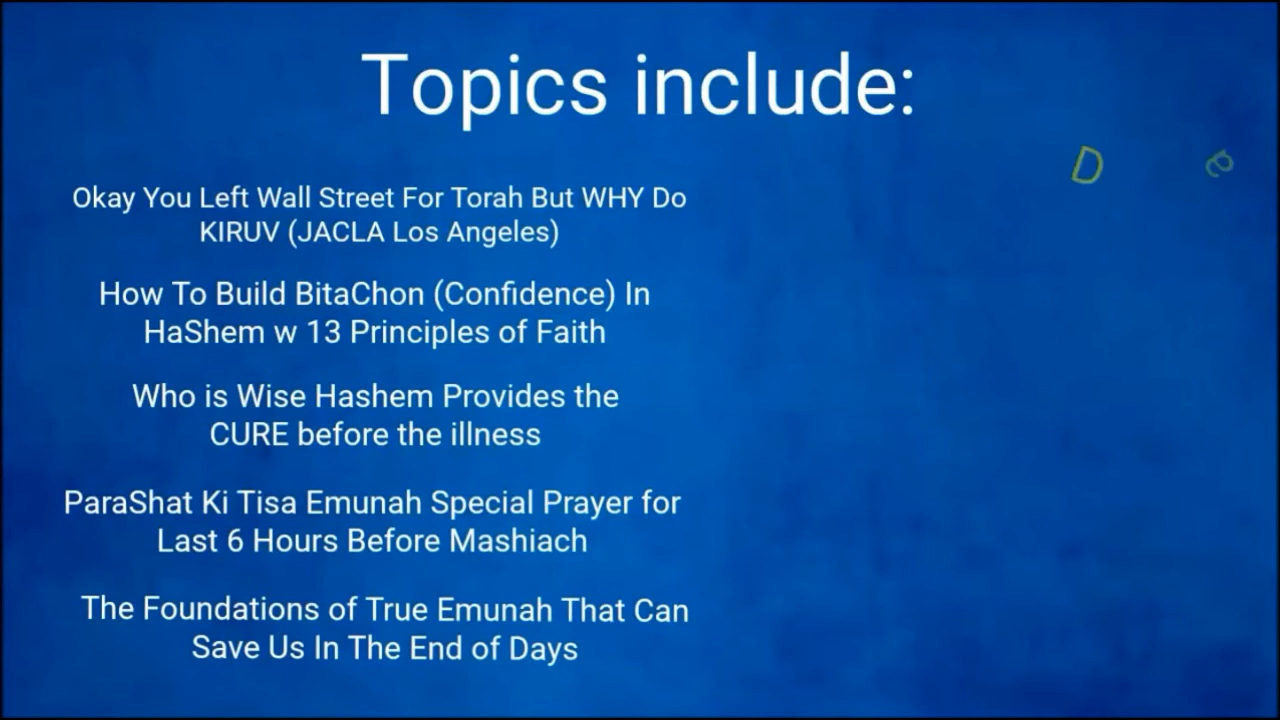 Topics include:
D a
Okay You Left Wall Street For Torah But WHY Do
KIRUV (JACLA Los Angeles)
How To Build BitaChon (Confidence) In
HaShem w 13 Principles of Faith
Who is Wise Hashem Provides the
CURE before the illness
ParaShat Ki Tisa Emunah Special Prayer for
Last 6 Hours Before Mashiach
The Foundations of True Emunah That Can
Save Us In The End of Days